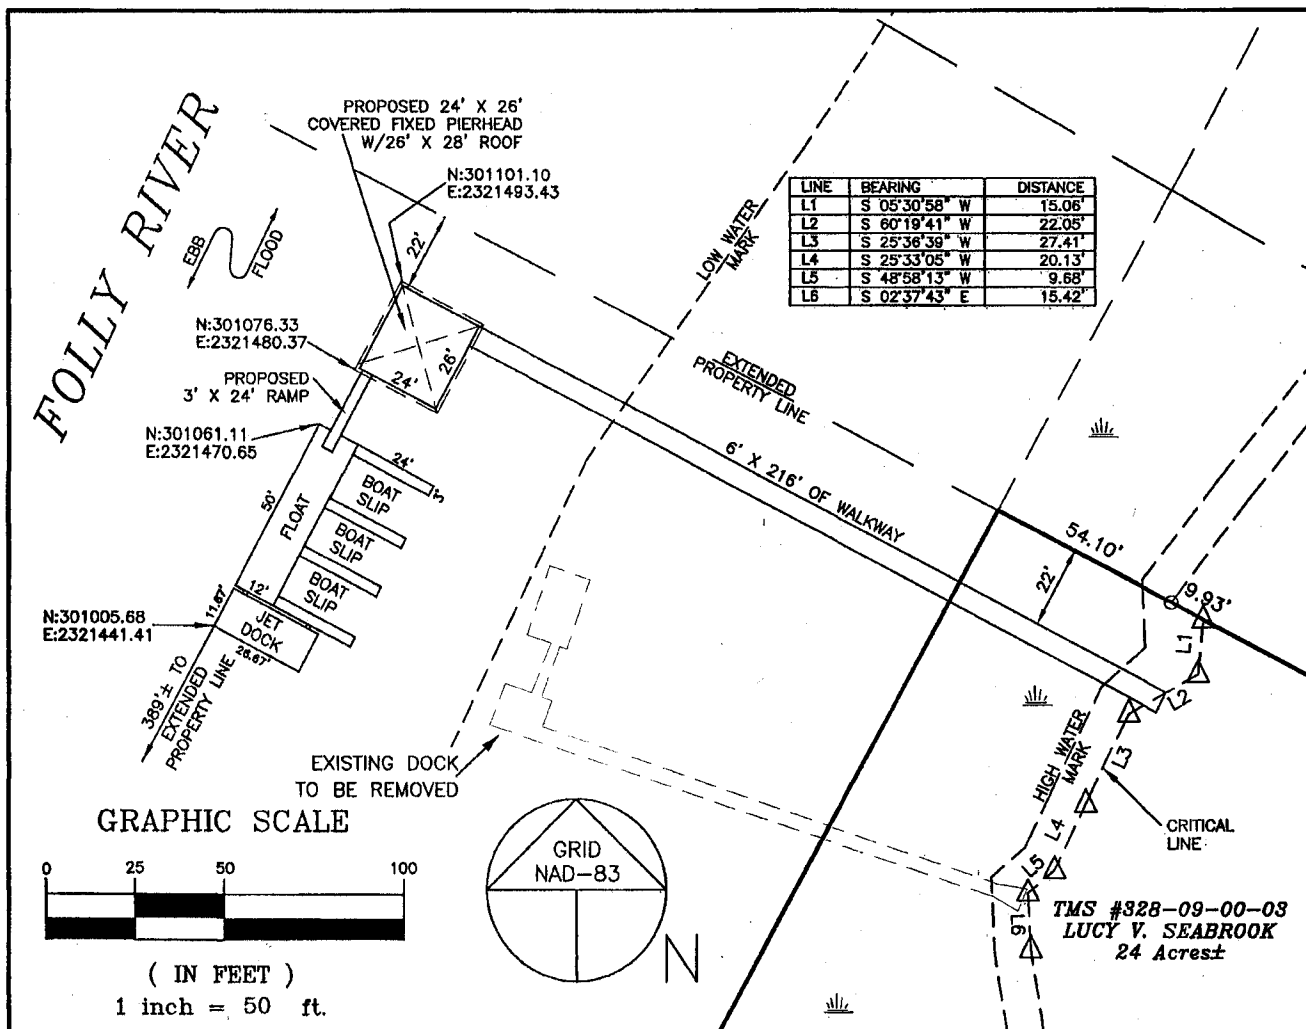 FOLLY RIVER
EBB
FLOOD
PROPOSED 24' X 26'
COVERED FIXED PIERHEAD
W/26' X 28' ROOF
N:301101.10
E:2321493.43
22'
N:301076.33
E:2321480.37
24'
26'
PROPOSED
3' X 24' RAMP
N:301061.11
E:2321470.65
24'
3'
50'
FLOAT
BOAT
SLIP
BOAT
SLIP
BOAT
SLIP
12'
JET
DOCK
11.67'
26.67'
N:301005.68
E:2321441.41
389'± TO
EXTENDED
PROPERTY LINE
LOW WATER
MARK
LINE BEARING DISTANCE
L1 S 05°30'58" W 15.06'
L2 S 60°19'41" W 22.05'
L3 S 25°36'39" W 27.41'
L4 S 25°33'05" W 20.13'
L5 S 48°58'13" W 9.68'
L6 S 02°37'43" E 15.42'
EXTENDED
PROPERTY LINE
6' X 216' OF WALKWAY
54.10'
22'
9.93'
L1
L2
L3
L4
L5
L6
HIGH WATER
MARK
CRITICAL
LINE
EXISTING DOCK
TO BE REMOVED
TMS #328-09-00-03
LUCY V. SEABROOK
24 Acres±
GRAPHIC SCALE
0 25 50 100
( IN FEET )
1 inch = 50 ft.
GRID
NAD-83
N